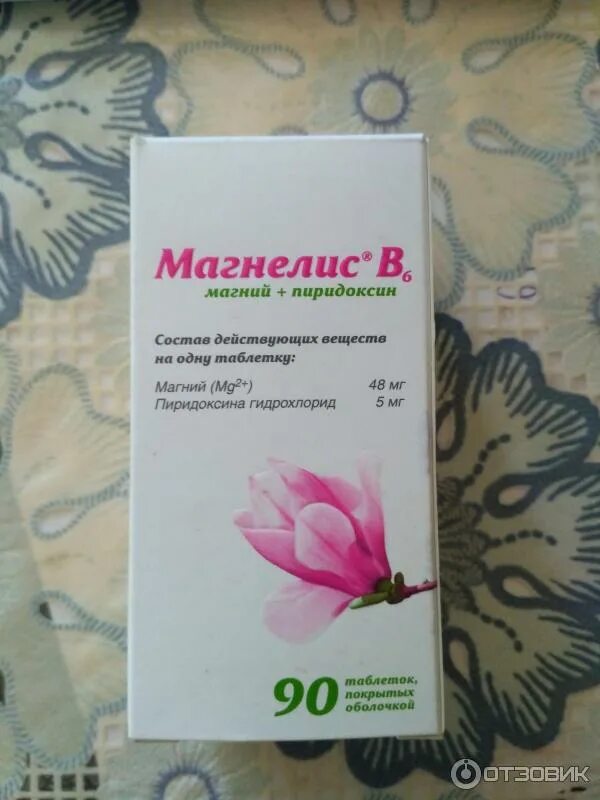 Магнелис® B6
магний + пиридоксин
Состав действующих веществ
на одну таблетку:
Магний (Mg2+) 48 мг
Пиридоксина гидрохлорид 5 мг
90 таблеток,
покрытых
оболочкой
ОТЗОВИК